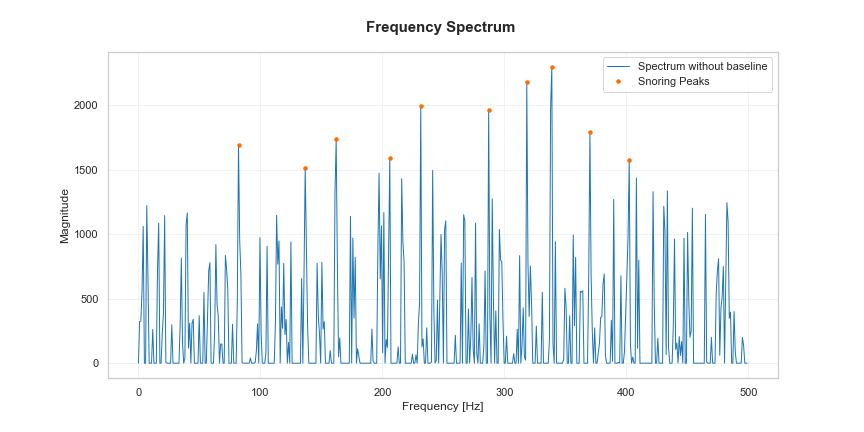 Frequency Spectrum
Spectrum without baseline
Snoring Peaks
Magnitude
2000
1500
1000
500
0
0 100 200 300 400 500
Frequency [Hz]